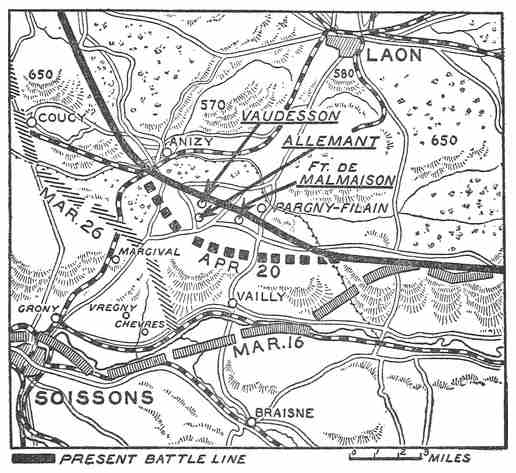 LAON
650
580
COUCY
570
VAUDESSON
ANIZY
ALLEMANT
650
FT. DE
MALMAISON
PARGNY-FILAIN
MAR. 26
MARGIVAL
APR 20
VAILLY
GRONY
VREGNY
CHEVRES
MAR. 16
SOISSONS
BRAISNE
PRESENT BATTLE LINE
0 1 2 3 MILES